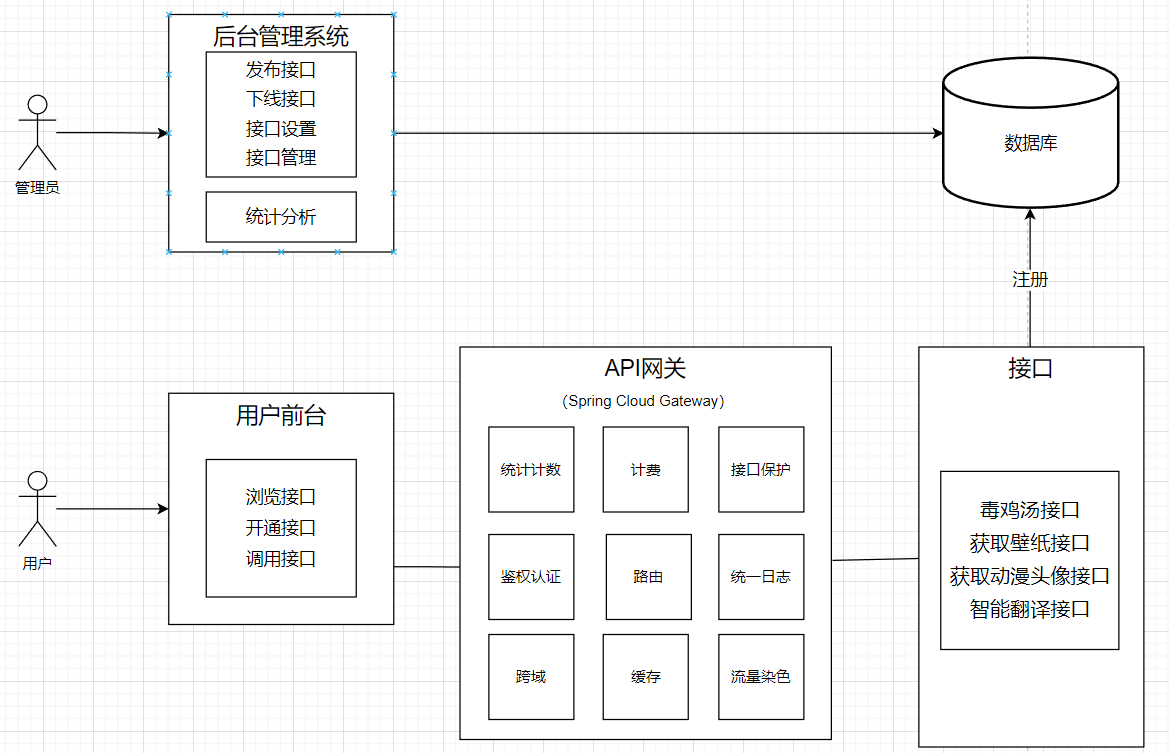 后台管理系统
发布接口
下线接口
接口设置
接口管理
统计分析
管理员
数据库
注册
用户前台
浏览接口
开通接口
调用接口
用户
API网关
（Spring Cloud Gateway）
统计计数
计费
接口保护
鉴权认证
路由
统一日志
跨域
缓存
流量染色
接口
毒鸡汤接口
获取壁纸接口
获取动漫头像接口
智能翻译接口